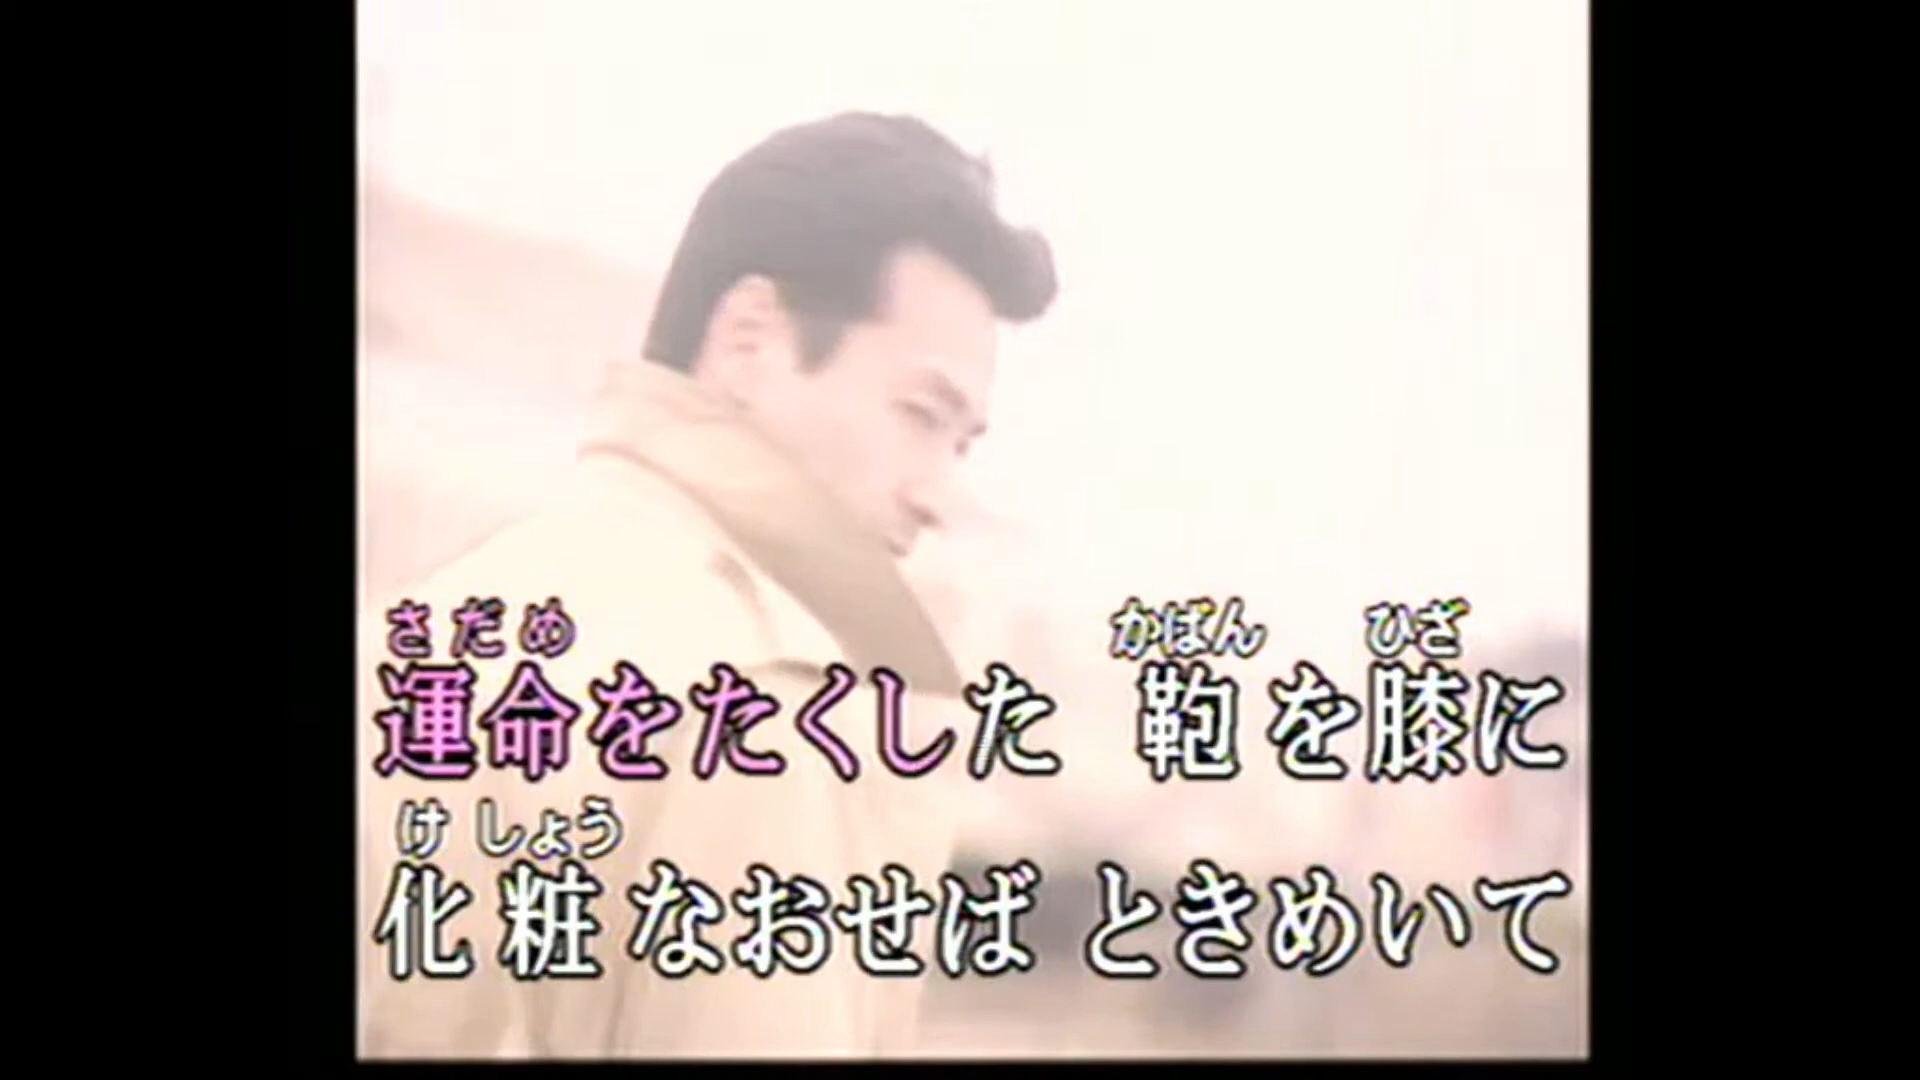 さだめ かばん ひざ
運命をたくした 鞄を膝に
けしょう
化粧なおせば ときめいて